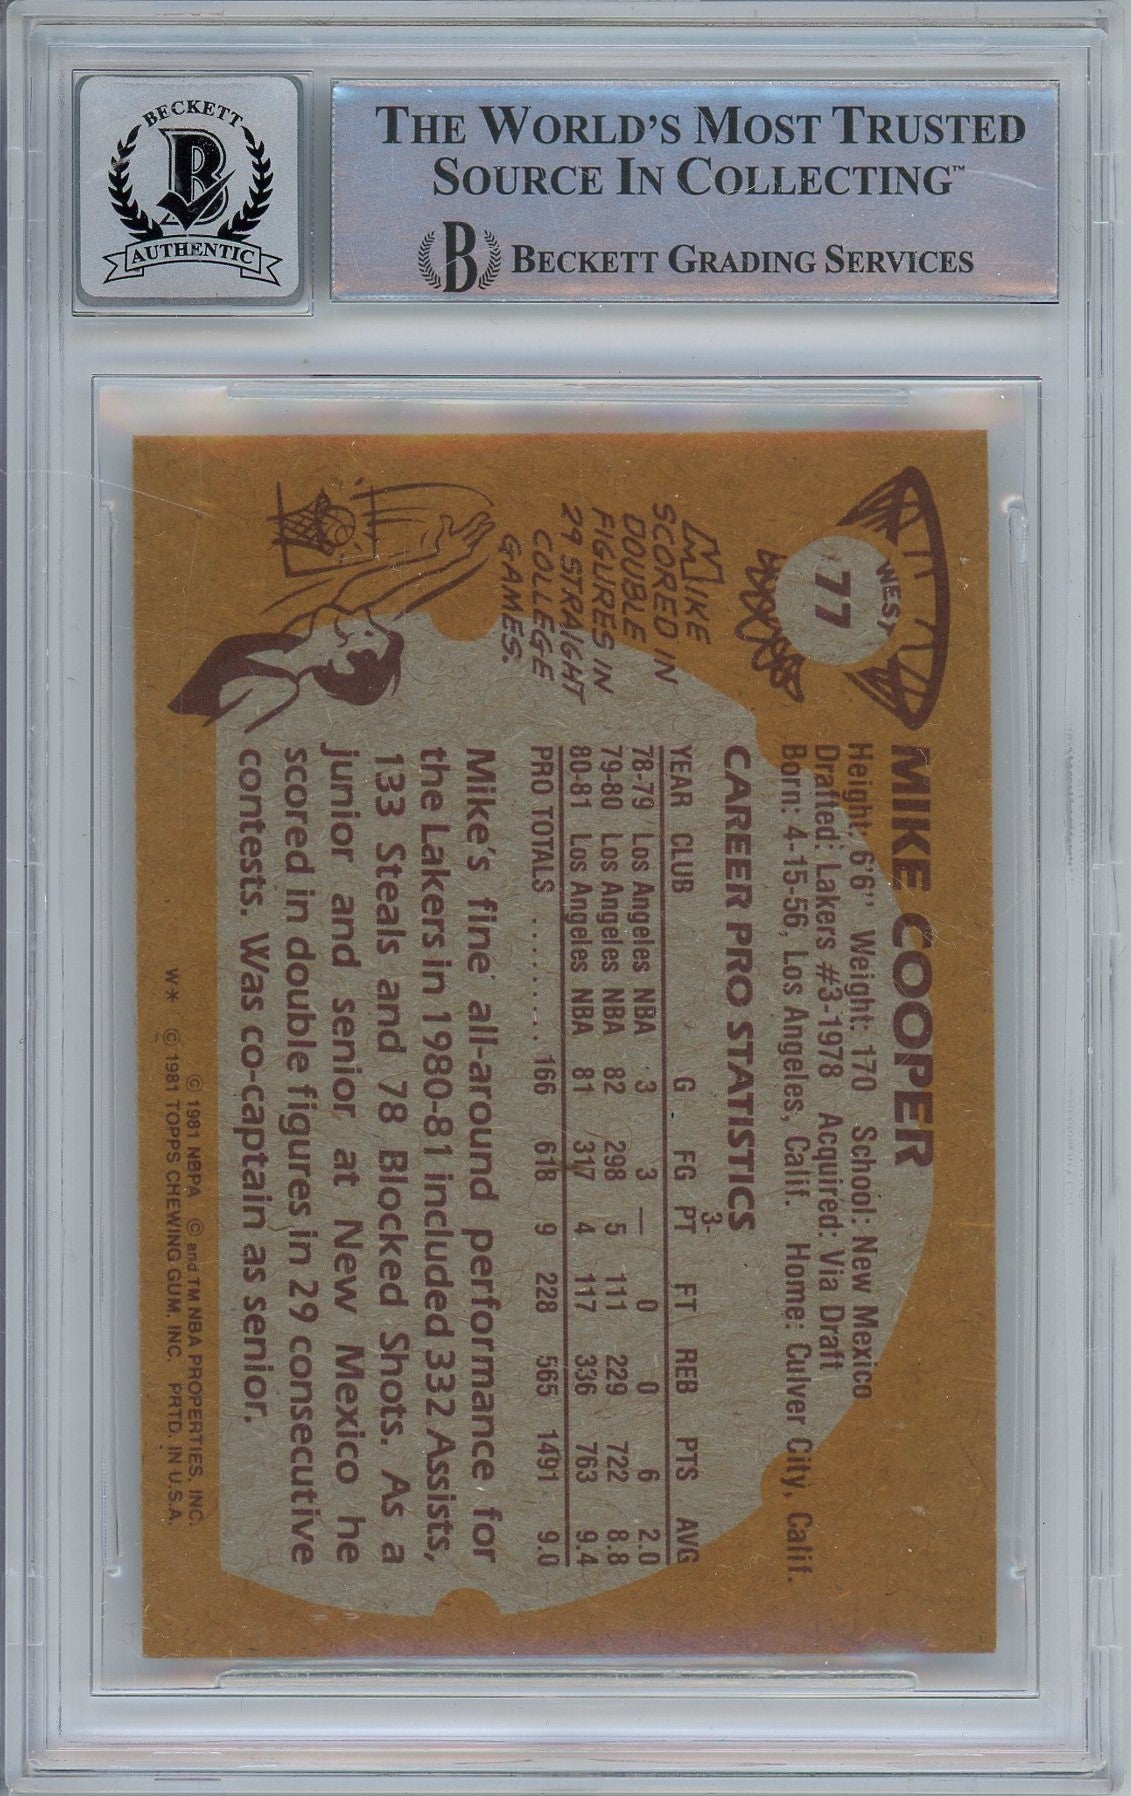 BECKETT
B
AUTHENTIC
THE WORLD'S MOST TRUSTED
SOURCE IN COLLECTING™
B BECKETT GRADING SERVICES
WEST
77
MIKE COOPER
Height: 6'6" Weight: 170 School: New Mexico
Drafted: Lakers #3-1978 Acquired: Via Draft
Born: 4-15-56, Los Angeles, Calif. Home: Culver City, Calif.
MIKE
SCORED IN
DOUBLE
FIGURES IN
29 STRAIGHT
COLLEGE
GAMES.
CAREER PRO STATISTICS
YEAR CLUB G FG 3-PT FT REB PTS AVG
78-79 Los Angeles NBA 3 3 — 0 0 6 2.0
79-80 Los Angeles NBA 82 298 5 111 229 722 8.8
80-81 Los Angeles NBA 81 317 4 117 336 763 9.4
PRO TOTALS ......... 166 618 9 228 565 1491 9.0
Mike's fine all-around performance for
the Lakers in 1980-81 included 332 Assists,
133 Steals and 78 Blocked Shots. As a
junior and senior at New Mexico he
scored in double figures in 29 consecutive
contests. Was co-captain as senior.
© 1981 NBPA © and TM NBA PROPERTIES, INC.
W* © 1981 TOPPS CHEWING GUM, INC. PRTD. IN U.S.A.